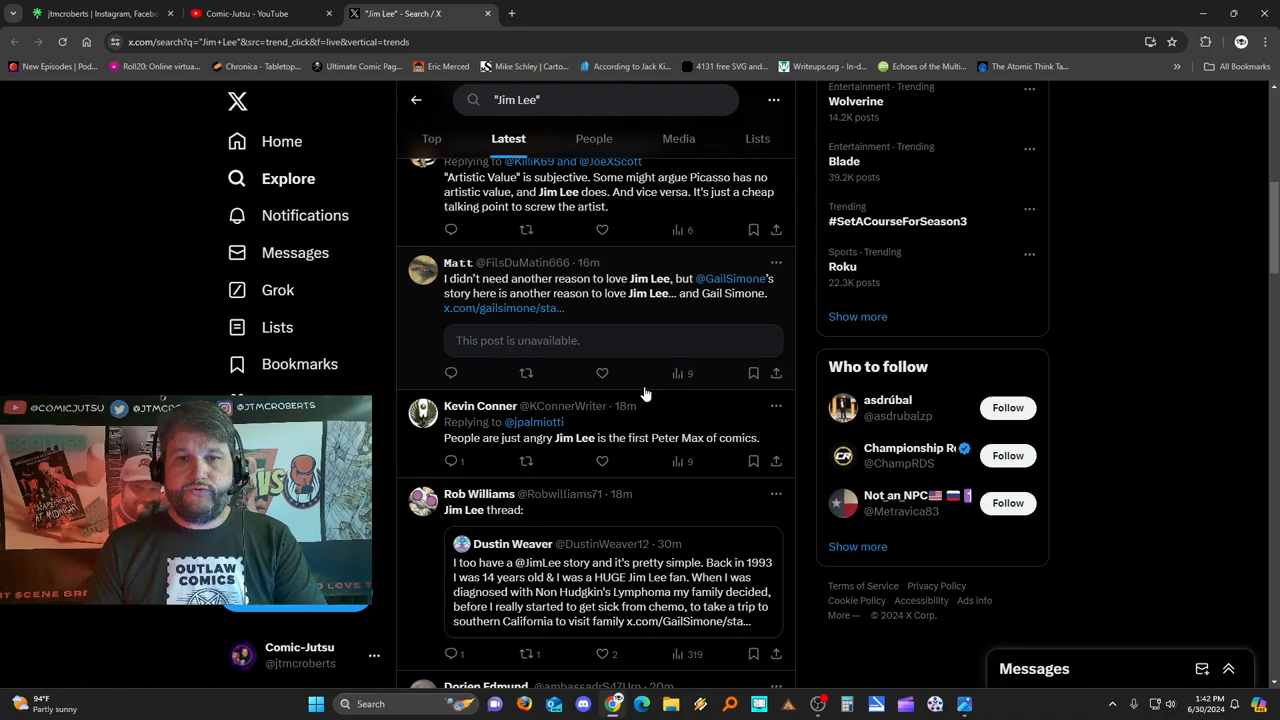 jtmcroberts | Instagram, Faceb
Comic-Jutsu - YouTube
"Jim Lee" - Search / X
x.com/search?q="Jim+Lee"&src=trend_click&f=live&vertical=trends
New Episodes | Pod...
Roll20: Online virtua...
Chronica - Tabletop...
Ultimate Comic Pag...
Eric Merced
Mike Schley | Carto...
According to Jack Ki...
4131 free SVG and...
Writeups.org - In-d...
Echoes of the Multi...
The Atomic Think Ta...
All Bookmarks
Home
Explore
Notifications
Messages
Grok
Lists
Bookmarks
"Jim Lee"
Top
Latest
People
Media
Lists
Replying to @KilliK69 and @JoeXScott
"Artistic Value" is subjective. Some might argue Picasso has no
artistic value, and Jim Lee does. And vice versa. It's just a cheap
talking point to screw the artist.
6
Matt @FilsDuMatin666 · 16m
I didn't need another reason to love Jim Lee, but @GailSimone's
story here is another reason to love Jim Lee... and Gail Simone.
x.com/gailsimone/sta...
This post is unavailable.
9
Kevin Conner @KConnerWriter · 18m
Replying to @jpalmiotti
People are just angry Jim Lee is the first Peter Max of comics.
1
9
Rob Williams @Robwilliams71 · 18m
Jim Lee thread:
Dustin Weaver @DustinWeaver12 · 30m
I too have a @JimLee story and it's pretty simple. Back in 1993
I was 14 years old & I was a HUGE Jim Lee fan. When I was
diagnosed with Non Hudgkin's Lymphoma my family decided,
before I really started to get sick from chemo, to take a trip to
southern California to visit family x.com/GailSimone/sta...
1
1
2
319
Dorien Edmund @ambassadrS47Urn · 20m
Entertainment · Trending
Wolverine
14.2K posts
Entertainment · Trending
Blade
39.2K posts
Trending
#SetACourseForSeason3
Sports · Trending
Roku
22.3K posts
Show more
Who to follow
asdrúbal
@asdrubalzp
Follow
Championship Ro
@ChampRDS
Follow
Not_an_NPC
@Metravica83
Follow
Show more
Terms of Service Privacy Policy
Cookie Policy Accessibility Ads info
More ··· © 2024 X Corp.
Messages
@COMICJUTSU
@JTMCRO
@JTMCROBERTS
VS
OUTLAW
COMICS
Comic-Jutsu
@jtmcroberts
94°F
Partly sunny
Search
1:42 PM
6/30/2024